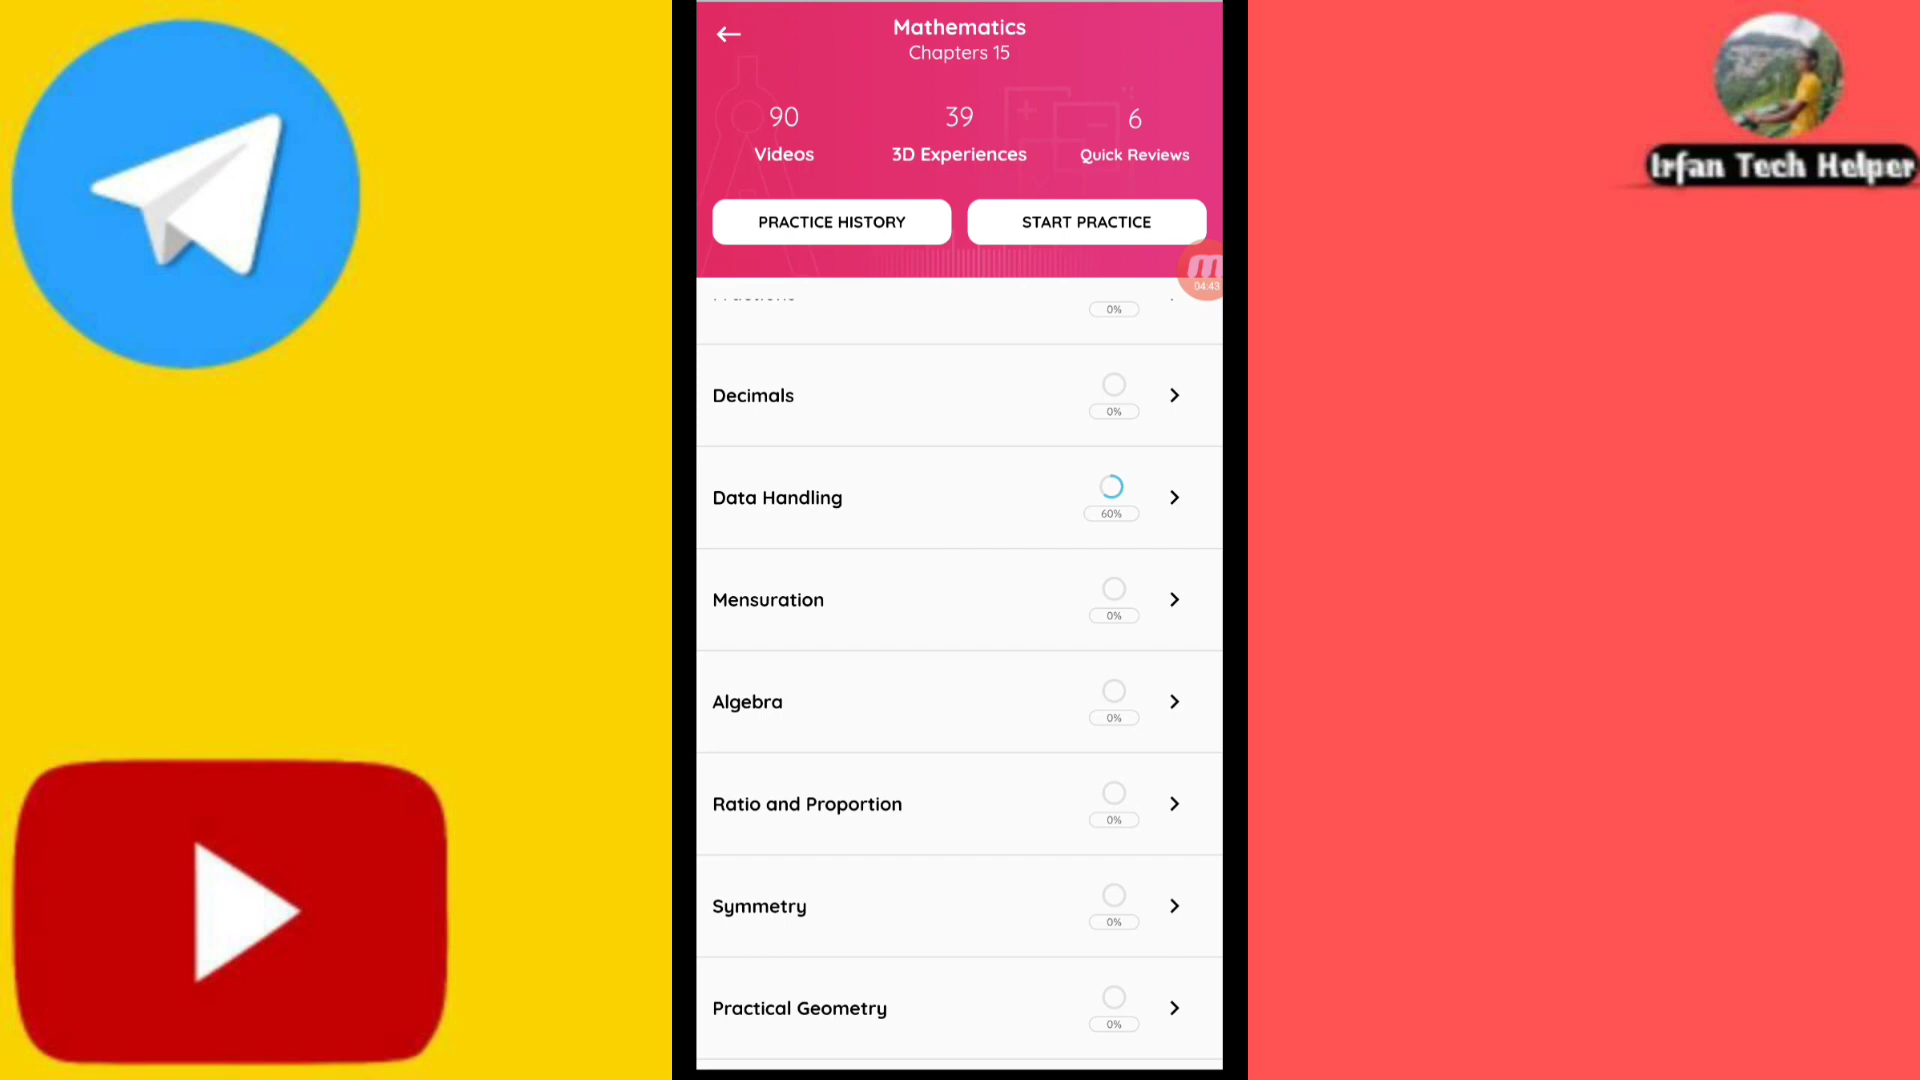 Mathematics
Chapters 15
90
Videos
39
3D Experiences
6
Quick Reviews
PRACTICE HISTORY
START PRACTICE
04:43
0%
Decimals
0%
Data Handling
60%
Mensuration
0%
Algebra
0%
Ratio and Proportion
0%
Symmetry
0%
Practical Geometry
0%
Irfan Tech Helper